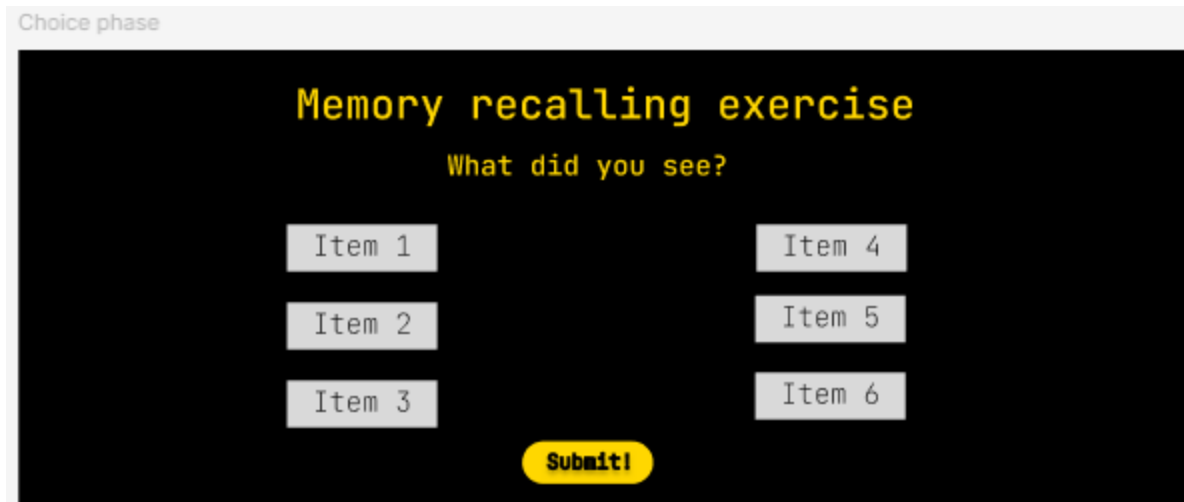 Choice phase
Memory recalling exercise
What did you see?
Item 1
Item 2
Item 3
Item 4
Item 5
Item 6
Submit!